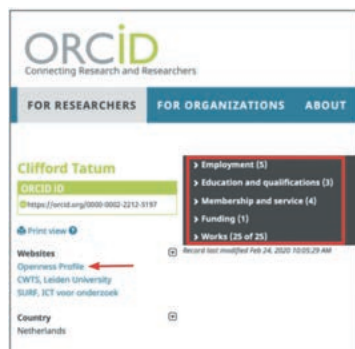 ORCiD
Connecting Research and Researchers
FOR RESEARCHERS FOR ORGANIZATIONS ABOUT
Clifford Tatum
ORCID ID
https://orcid.org/0000-0002-2212-3197
Print view
Websites
Openness Profile
CWTS, Leiden University
SURF, ICT voor onderzoek
Country
Netherlands
Employment (5)
Education and qualifications (3)
Membership and service (4)
Funding (1)
Works (25 of 25)
Record last modified Feb 24, 2020 10:05:29 AM